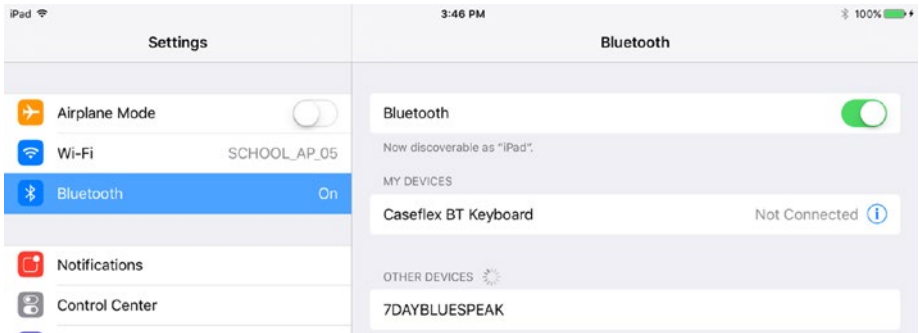 iPad 3:46 PM 100%
Settings
Bluetooth
Airplane Mode
Wi-Fi SCHOOL_AP_05
Bluetooth On
Notifications
Control Center
Bluetooth
Now discoverable as "iPad".
MY DEVICES
Caseflex BT Keyboard Not Connected
OTHER DEVICES
7DAYBLUESPEAK